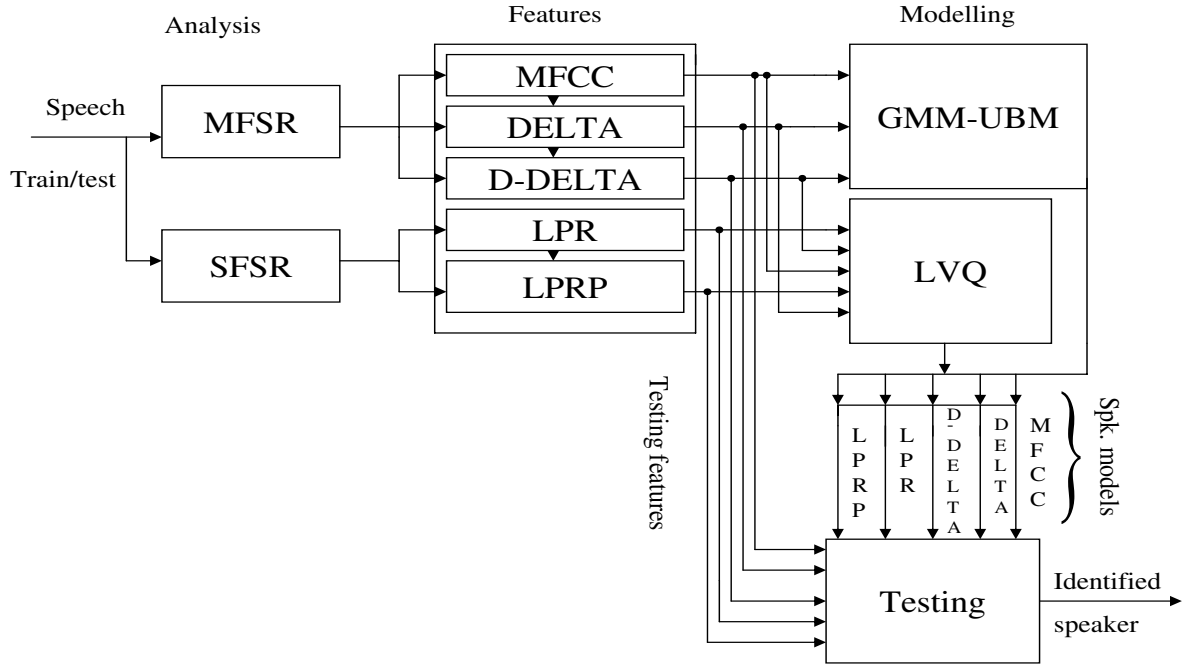 Analysis
Features
Modelling
Speech
Train/test
MFSR
SFSR
MFCC
DELTA
D-DELTA
LPR
LPRP
GMM-UBM
LVQ
Testing features
LPRP
LPR
D-DELTA
DELTA
MFCC
Spk. models
Testing
Identified
speaker